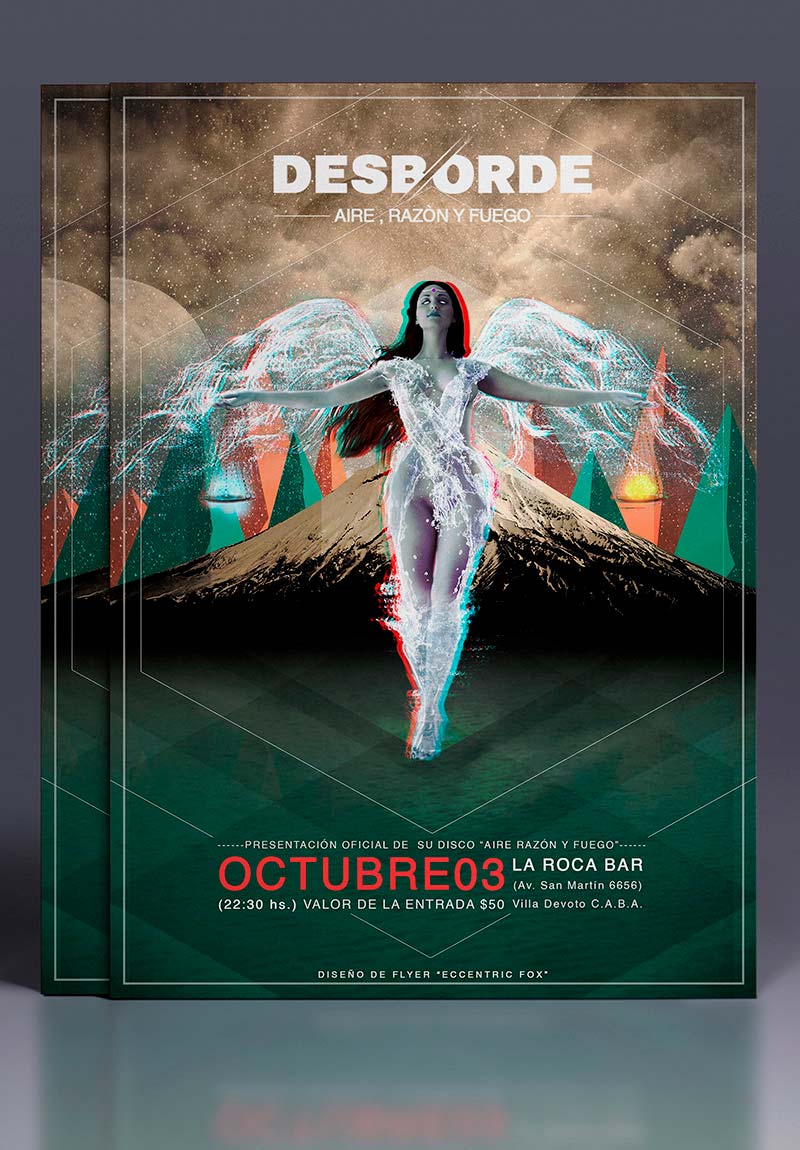 DESBORDE
AIRE , RAZÒN Y FUEGO
------PRESENTACIÓN OFICIAL DE SU DISCO "AIRE RAZÓN Y FUEGO"------
OCTUBRE03
LA ROCA BAR
(Av. San Martín 6656)
(22:30 hs.) VALOR DE LA ENTRADA $50
Villa Devoto C.A.B.A.
DISEÑO DE FLYER "ECCENTRIC FOX"